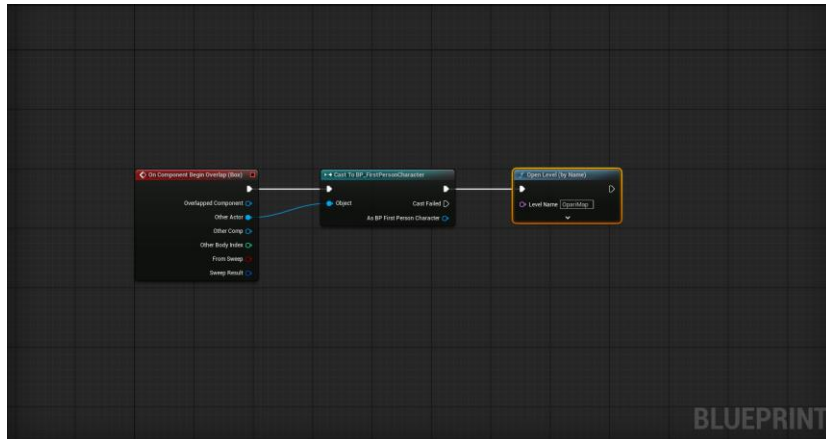 On Component Begin Overlap (Box)
Overlapped Component
Other Actor
Other Comp
Other Body Index
From Sweep
Sweep Result
Cast To BP_FirstPersonCharacter
Object
Cast Failed
As BP First Person Character
Open Level (by Name)
Level Name OpenMap
BLUEPRINT